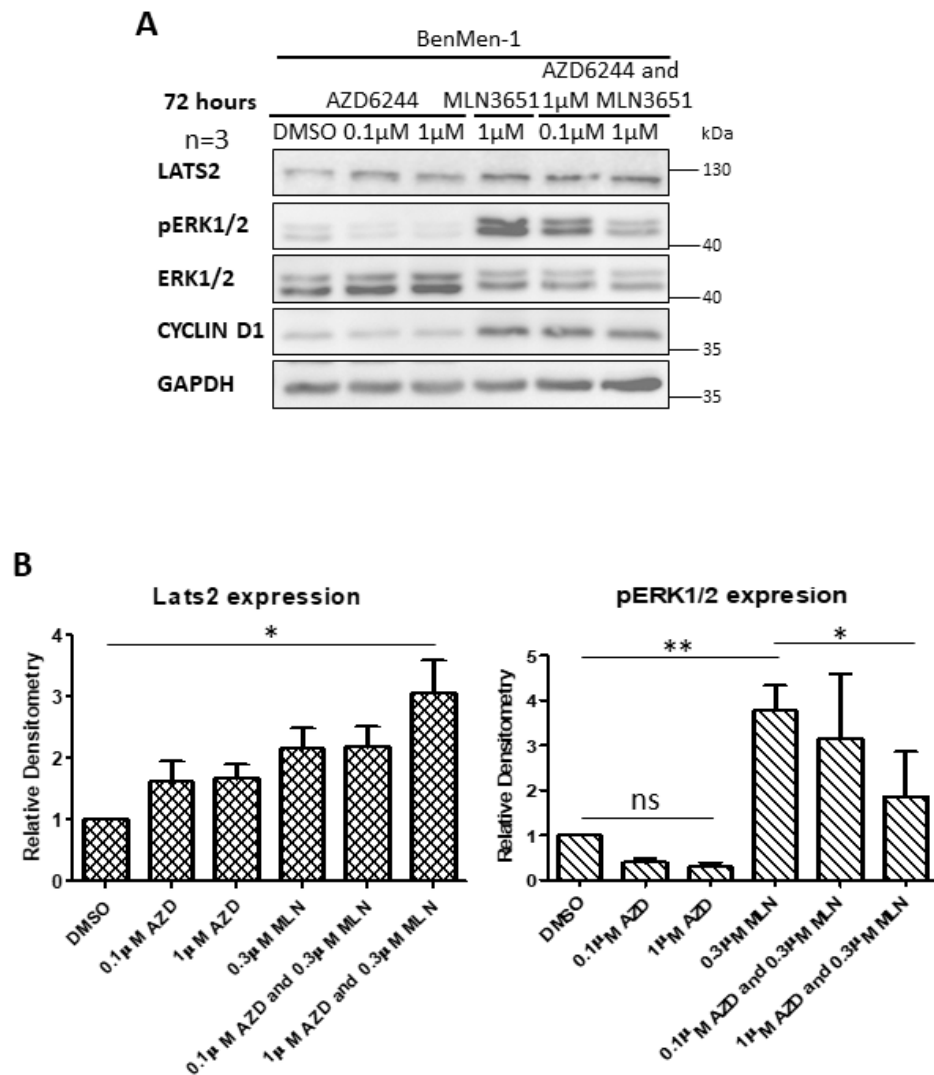 A
BenMen-1
AZD6244 and
72 hours AZD6244 MLN3651 1µM MLN3651
n=3 DMSO 0.1µM 1µM 1µM 0.1µM 1µM kDa
LATS2 130
pERK1/2 40
ERK1/2 40
CYCLIN D1 35
GAPDH 35
B
Lats2 expression
*
Relative Densitometry
4
3
2
1
0
DMSO
0.1µM AZD
1µM AZD
0.3µM MLN
0.1µM AZD and 0.3µM MLN
1µM AZD and 0.3µM MLN
pERK1/2 expresion
** *
ns
Relative Densitometry
5
4
3
2
1
0
DMSO
0.1µM AZD
1µM AZD
0.3µM MLN
0.1µM AZD and 0.3µM MLN
1µM AZD and 0.3µM MLN